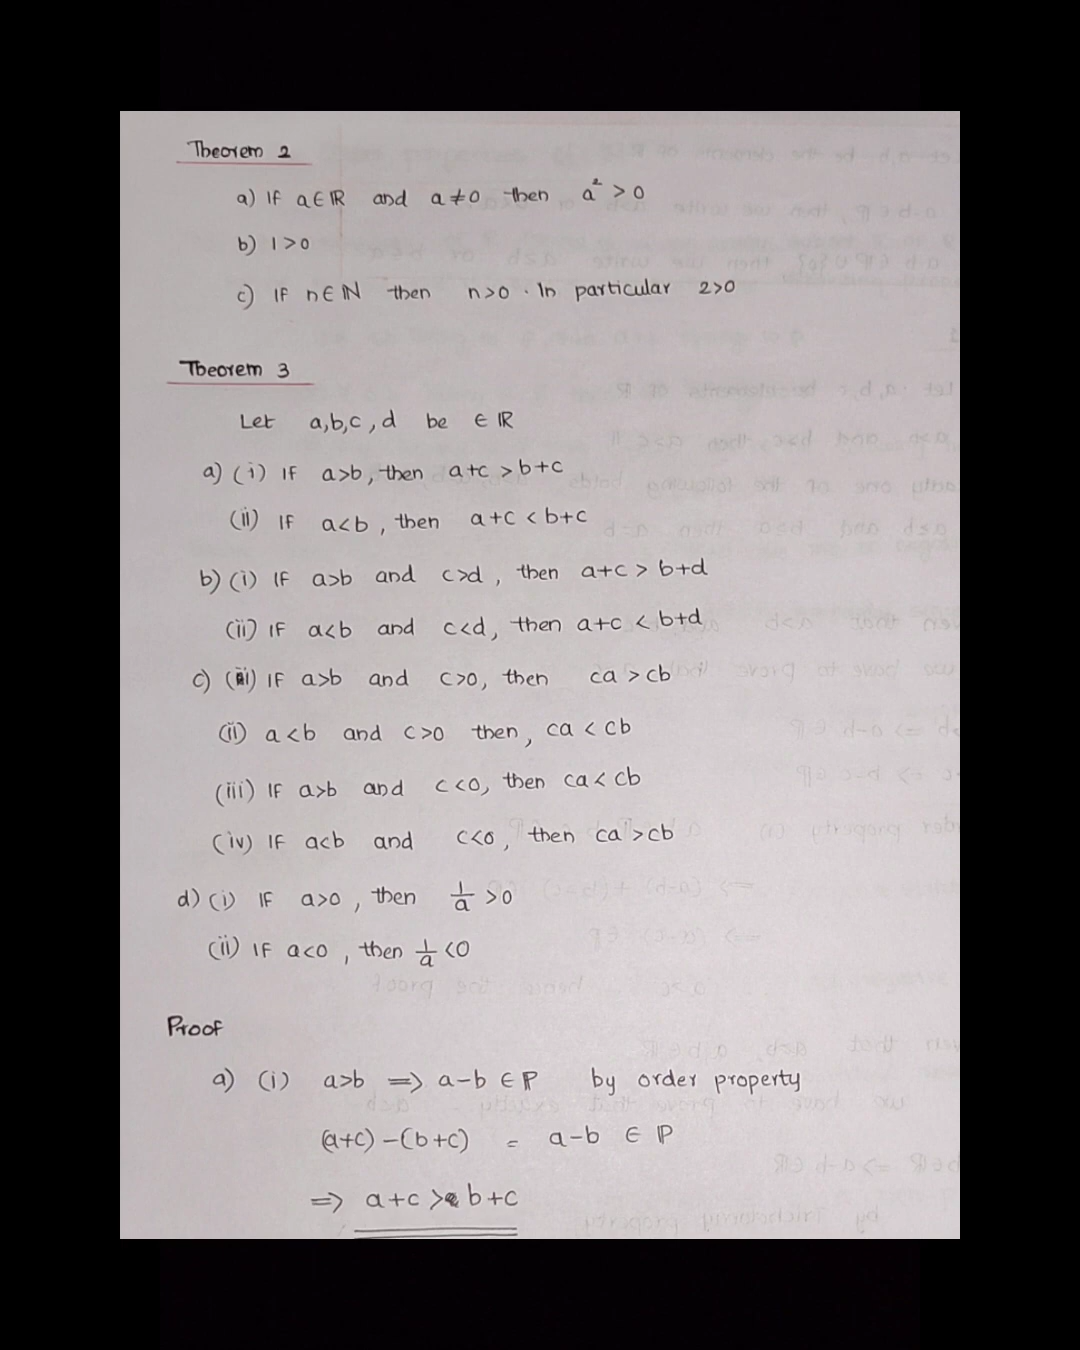 Theorem 2
a) If a∈ℝ and a≠0 then a² > 0
b) 1>0
c) If n∈ℕ then n>0 . In particular 2>0
Theorem 3
Let a,b,c,d be ∈ ℝ
a) (i) If a>b, then a+c > b+c
(ii) If a<b, then a+c < b+c
b) (i) If a>b and c>d, then a+c > b+d
(ii) If a<b and c<d, then a+c < b+d
c) (i) If a>b and c>0, then ca > cb
(ii) a<b and c>0 then, ca < cb
(iii) If a>b and c<0, then ca < cb
(iv) If a<b and c<0, then ca > cb
d) (i) If a>0, then 1/a >0
(ii) If a<0, then 1/a <0
Proof
a) (i) a>b ⟹ a-b ∈ ℙ by order property
(a+c) - (b+c) = a-b ∈ ℙ
⟹ a+c > b+c